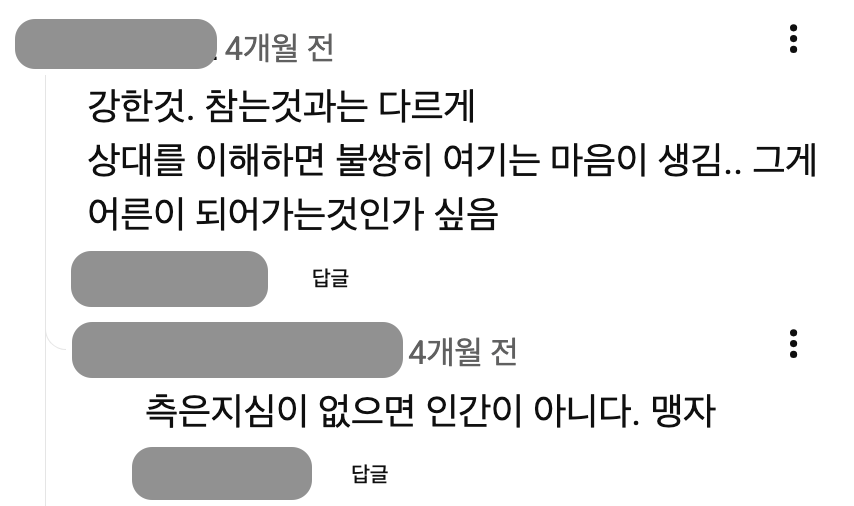 4개월 전
강한것. 참는것과는 다르게
상대를 이해하면 불쌍히 여기는 마음이 생김.. 그게
어른이 되어가는것인가 싶음
답글
4개월 전
측은지심이 없으면 인간이 아니다. 맹자
답글